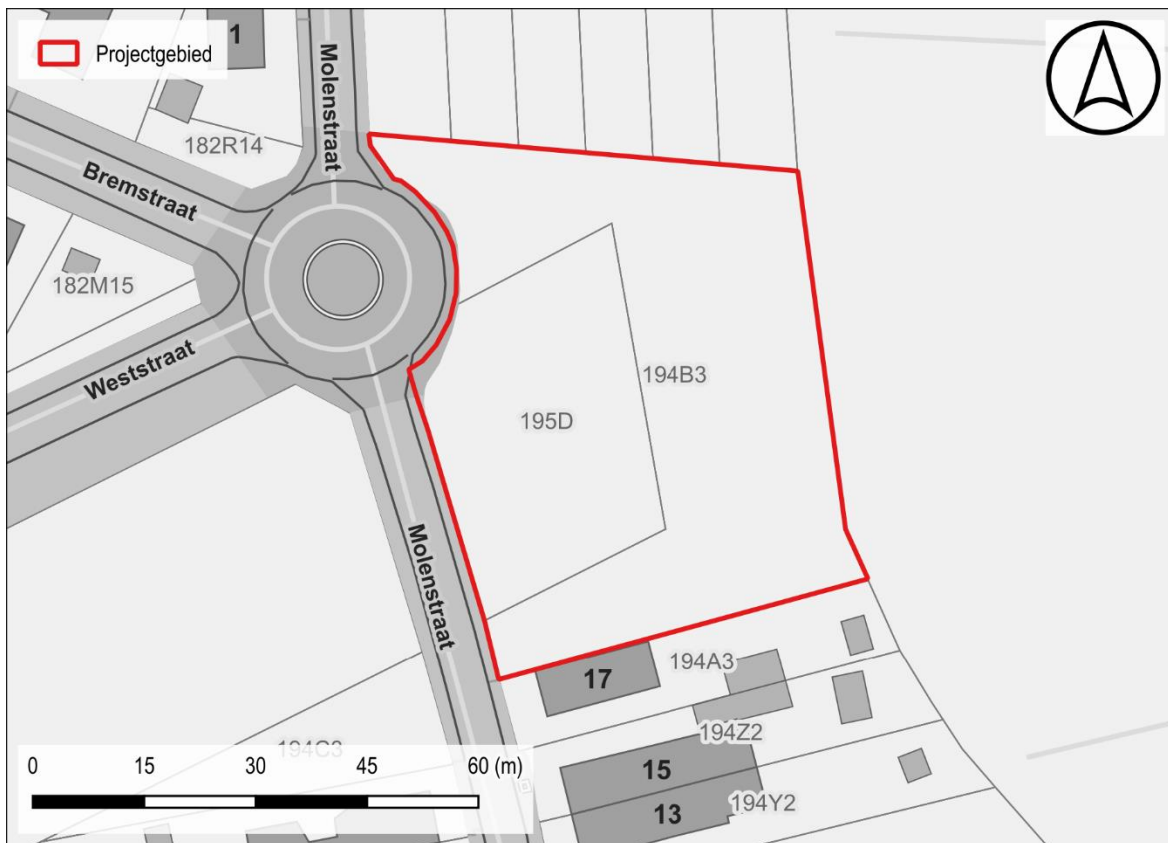 1
Projectgebied
Molenstraat
182R14
Bremstraat
182M15
Weststraat
194B3
195D
Molenstraat
17
194A3
194C3
194Z2
15
13
194Y2
0 15 30 45 60 (m)